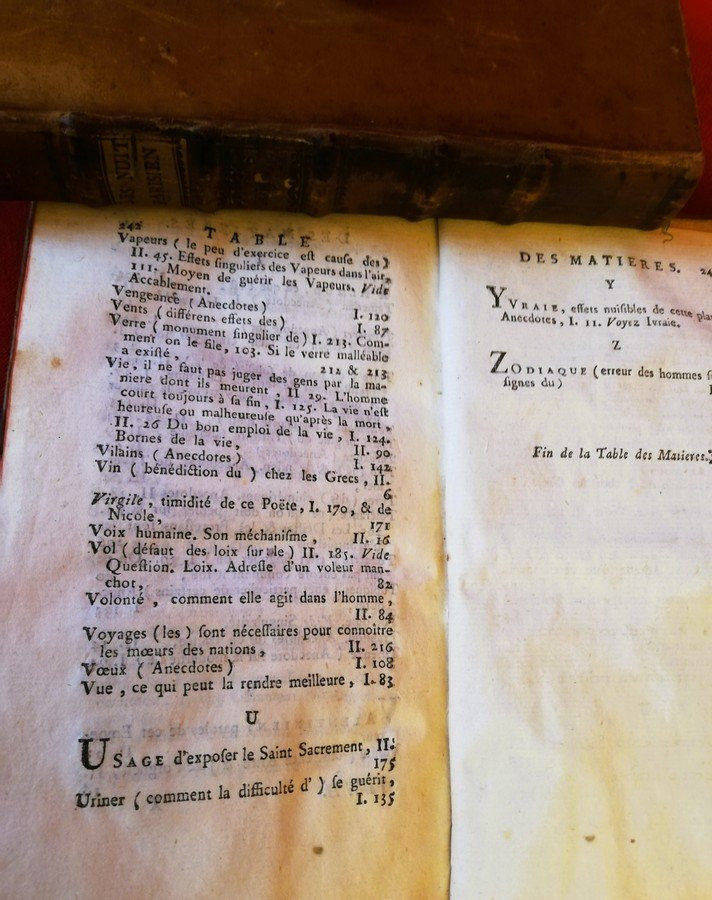 NUIT
242 TABLE
Vapeurs ( le peu d'exercice est cause des )
II. 45. Effets singuliers des Vapeurs dans l'air,
111. Moyen de guérir les Vapeurs. Vide
Accablement.
Vengeance (Anecdotes) I. 120
Vents ( différens effets des) I. 87
Verre ( monument singulier de) I. 213. Com-
ment on le file, 103. Si le verre malléable
a existé, 212 & 213
Vie, il ne faut pas juger des gens par la ma-
niere dont ils meurent, II 29. L'homme
court toujours à sa fin, I. 125. La vie n'est
heureuse ou malheureuse qu'après la mort,
II. 26 Du bon emploi de la vie, I. 124.
Bornes de la vie, II. 90
Vilains (Anecdotes) I. 142
Vin ( bénédiction du ) chez les Grecs, II.
6
Virgile, timidité de ce Poëte, I. 170, & de
Nicole, 171
Voix humaine. Son méchanisme, II. 16
Vol ( défaut des loix sur le ) II. 185. Vide
Question. Loix. Adresse d'un voleur man-
chot, 82
Volonté, comment elle agit dans l'homme,
II. 84
Voyages (les ) sont nécessaires pour connoître
les mœurs des nations, II. 216
Vœux ( Anecdotes ) I. 108
Vue, ce qui peut la rendre meilleure, I. 83
U
USAGE d'exposer le Saint Sacrement, II.
175
Uriner ( comment la difficulté d' ) se guérit,
I. 135
DES MATIERES.
Y
YVRAIE, effets nuisibles de cette
Anecdotes, I. 11. Voyez Ivraie.
Z
ZODIAQUE (erreur des hommes
signes du)
Fin de la Table des Matieres.